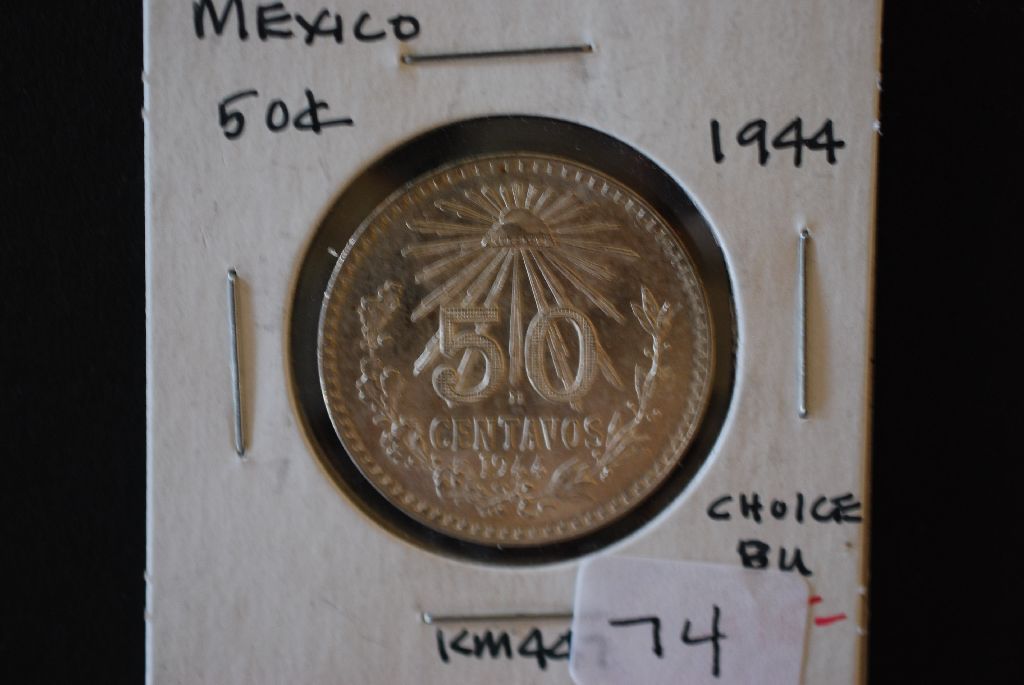 MEXICO
50¢
1944
50
M
CENTAVOS
1944
CHOICE
BU
KM44
74